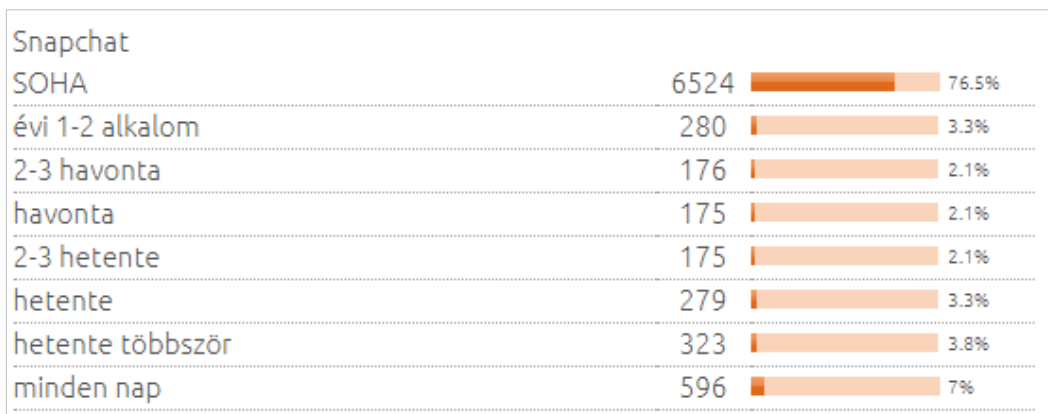 Snapchat
SOHA 6524 76.5%
évi 1-2 alkalom 280 3.3%
2-3 havonta 176 2.1%
havonta 175 2.1%
2-3 hetente 175 2.1%
hetente 279 3.3%
hetente többször 323 3.8%
minden nap 596 7%